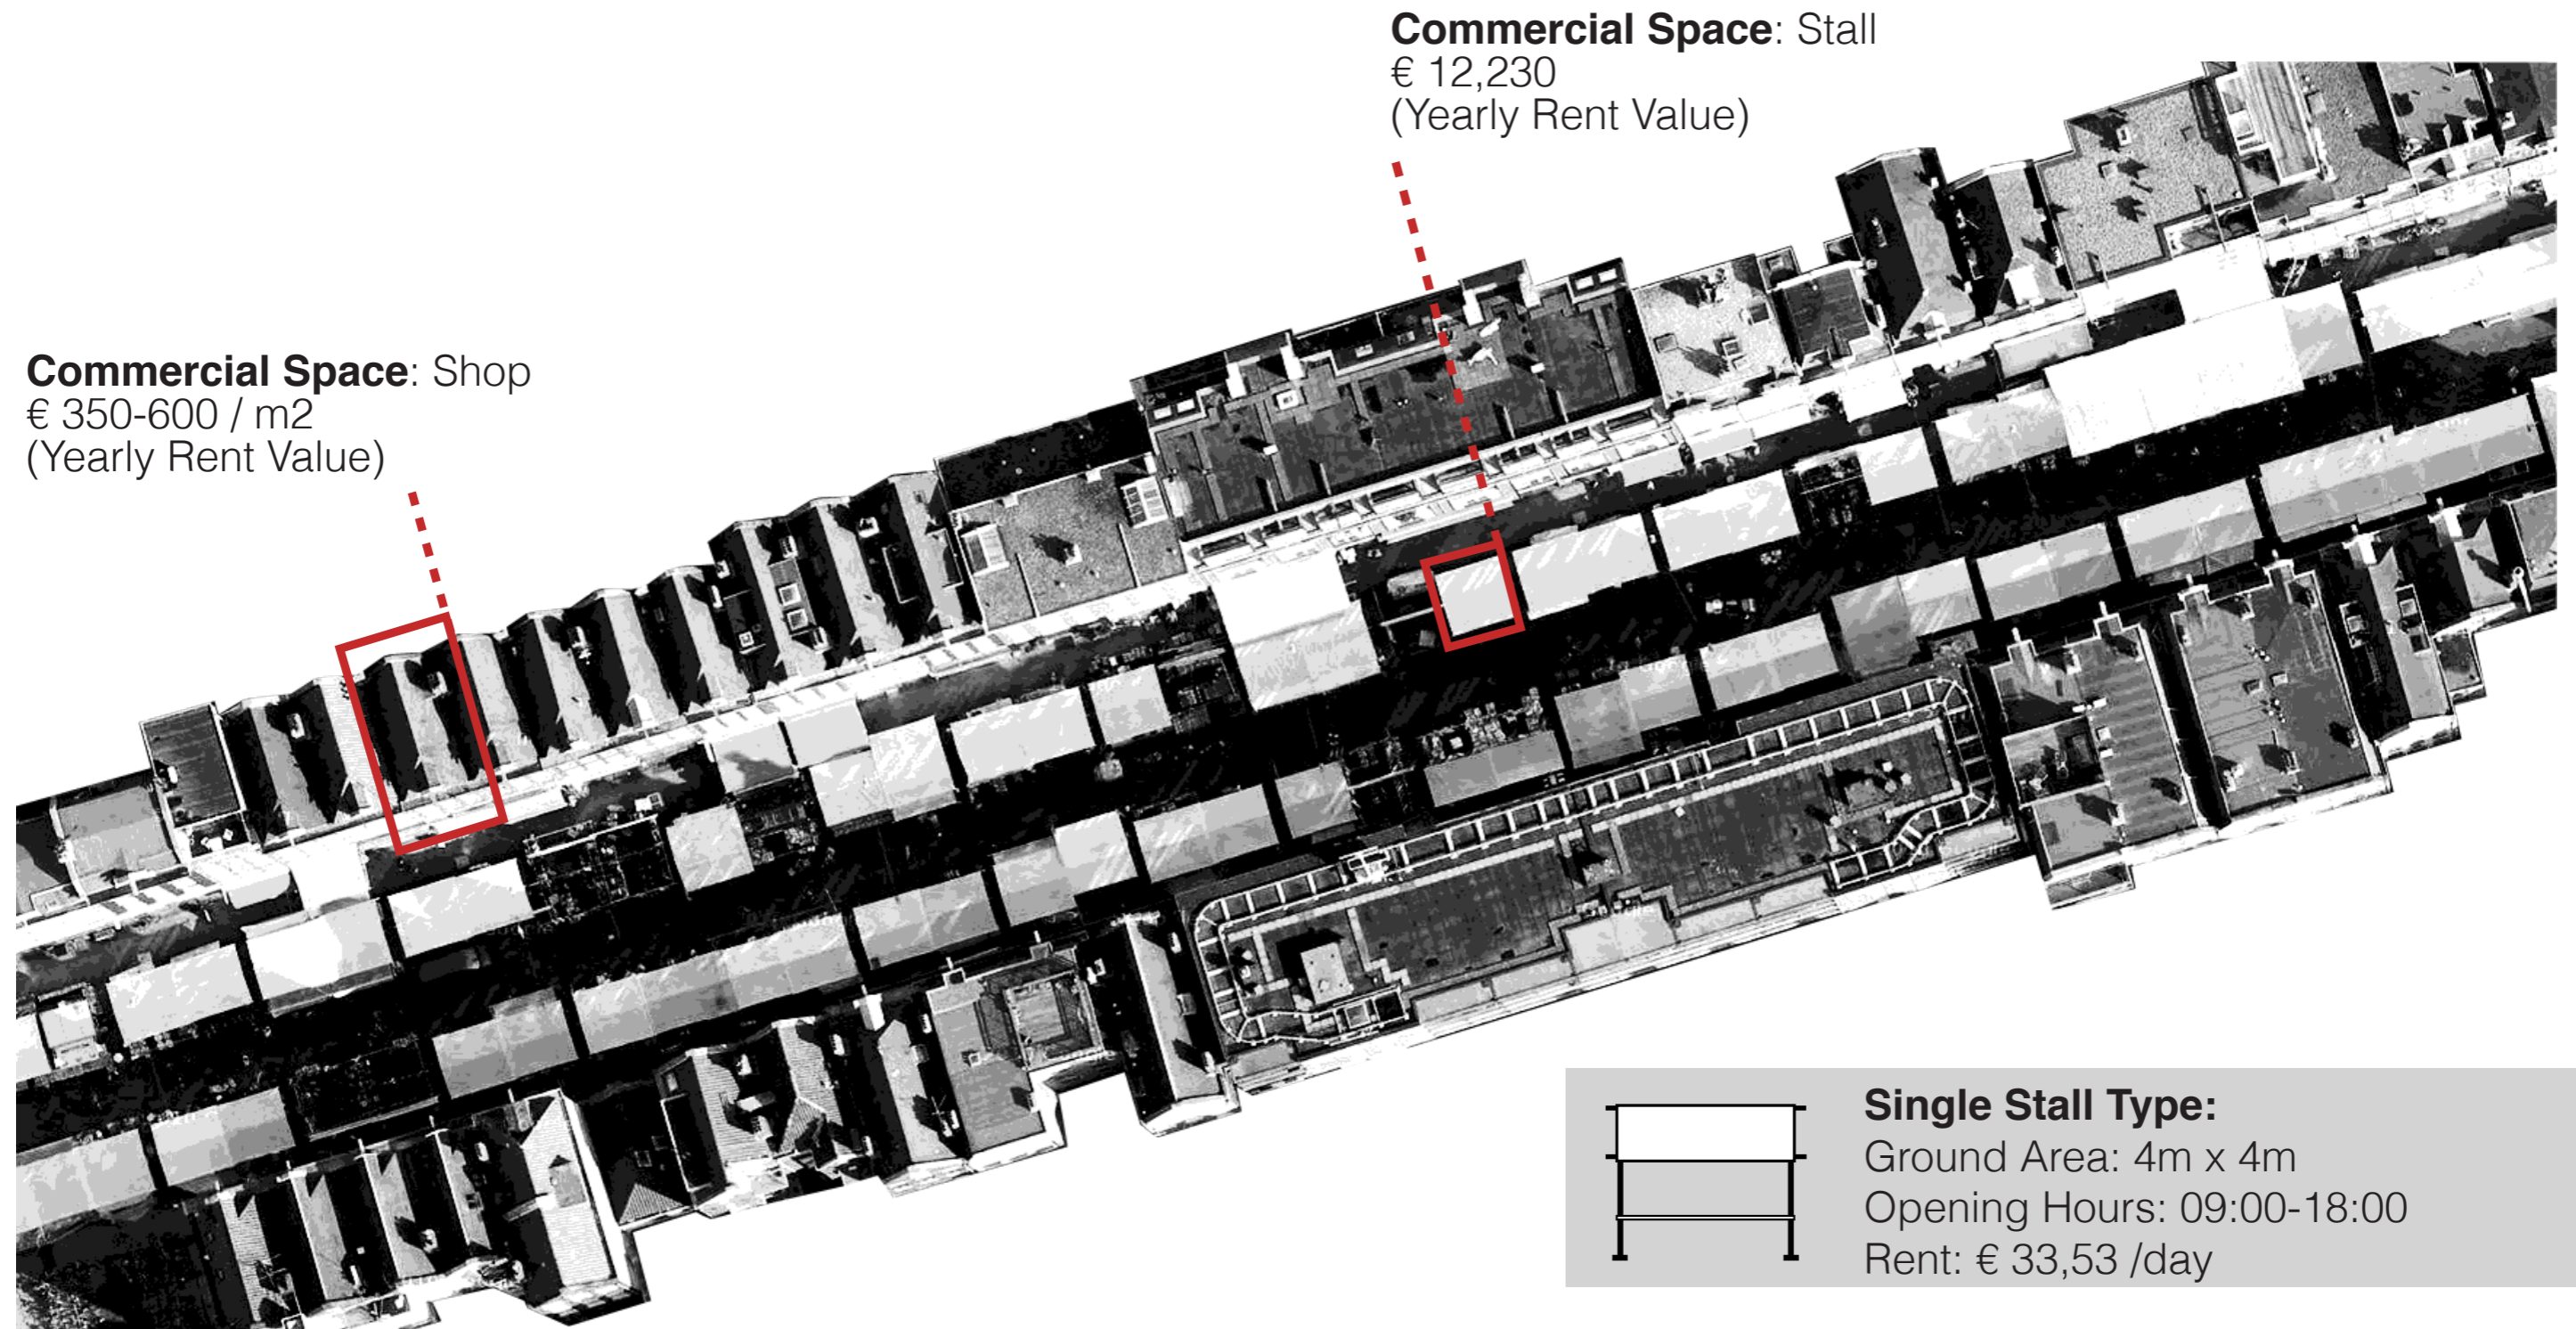 Commercial Space: Stall
€ 12,230
(Yearly Rent Value)
Commercial Space: Shop
€ 350-600 / m2
(Yearly Rent Value)
Single Stall Type:
Ground Area: 4m x 4m
Opening Hours: 09:00-18:00
Rent: € 33,53 /day